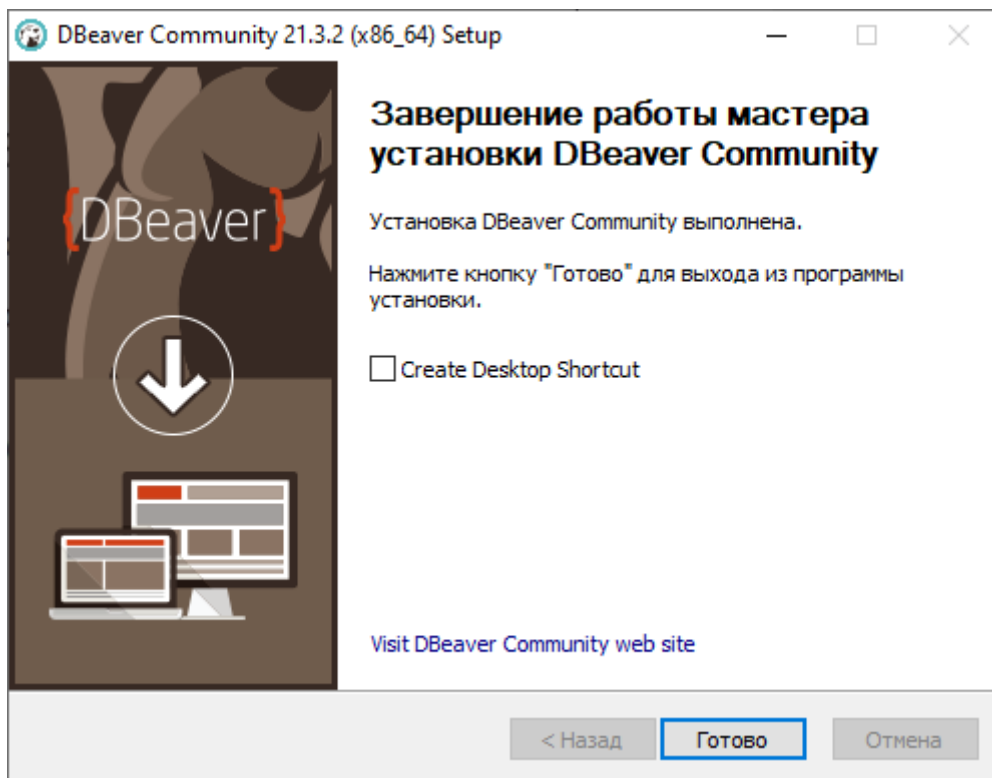 DBeaver Community 21.3.2 (x86_64) Setup
{DBeaver}
Завершение работы мастера
установки DBeaver Community
Установка DBeaver Community выполнена.
Нажмите кнопку "Готово" для выхода из программы
установки.
Create Desktop Shortcut
Visit DBeaver Community web site
< Назад
Готово
Отмена